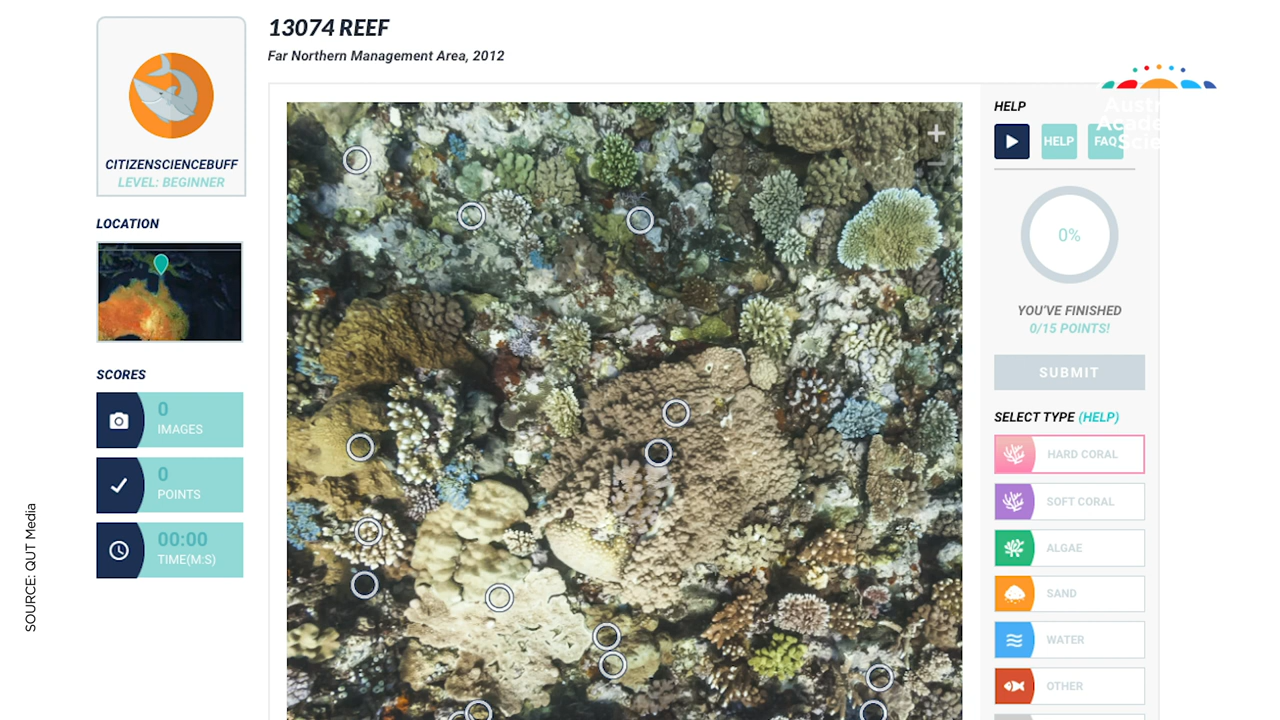 13074 REEF
Far Northern Management Area, 2012
CITIZENSCIENCEBUFF
LEVEL: BEGINNER
LOCATION
SCORES
0
IMAGES
0
POINTS
00:00
TIME(M:S)
SOURCE: QUT Media
HELP
HELP
FAQ
0%
YOU'VE FINISHED
0/15 POINTS!
SUBMIT
SELECT TYPE (HELP)
HARD CORAL
SOFT CORAL
ALGAE
SAND
WATER
OTHER